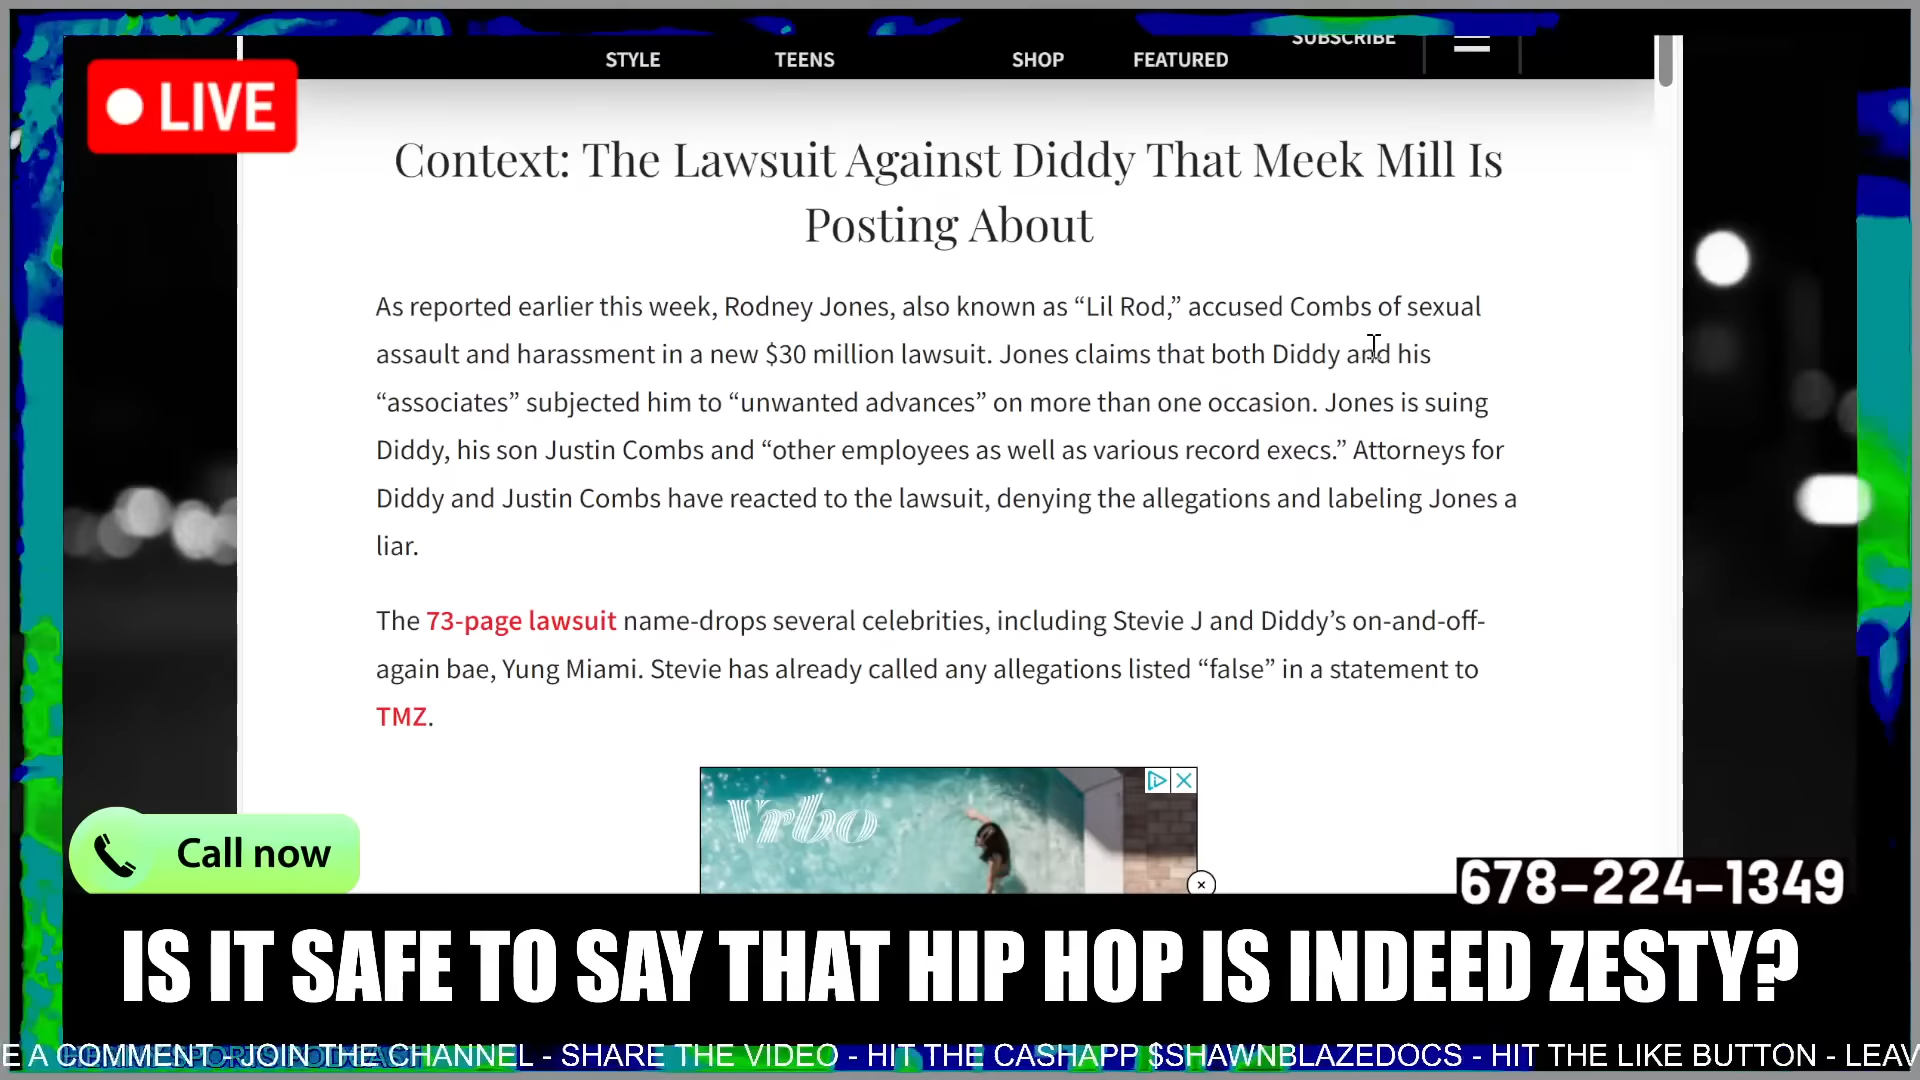 STYLE TEENS SHOP FEATURED SUBSCRIBE
LIVE
Context: The Lawsuit Against Diddy That Meek Mill Is
Posting About
As reported earlier this week, Rodney Jones, also known as “Lil Rod,” accused Combs of sexual
assault and harassment in a new $30 million lawsuit. Jones claims that both Diddy and his
“associates” subjected him to “unwanted advances” on more than one occasion. Jones is suing
Diddy, his son Justin Combs and “other employees as well as various record execs.” Attorneys for
Diddy and Justin Combs have reacted to the lawsuit, denying the allegations and labeling Jones a
liar.
The 73-page lawsuit name-drops several celebrities, including Stevie J and Diddy’s on-and-off-
again bae, Yung Miami. Stevie has already called any allegations listed “false” in a statement to
TMZ.
Vrbo
Call now
678-224-1349
IS IT SAFE TO SAY THAT HIP HOP IS INDEED ZESTY?
E A COMMENT - JOIN THE CHANNEL - SHARE THE VIDEO - HIT THE CASHAPP $SHAWNBLAZEDOCS - HIT THE LIKE BUTTON - LEAV